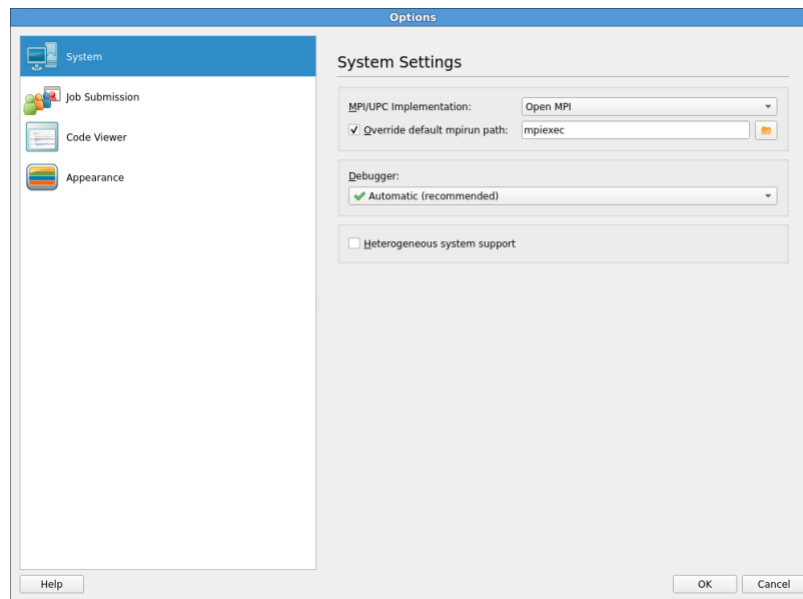 Options
System
Job Submission
Code Viewer
Appearance
System Settings
MPI/UPC Implementation:
Open MPI
Override default mpirun path:
mpiexec
Debugger:
Automatic (recommended)
Heterogeneous system support
Help
OK
Cancel